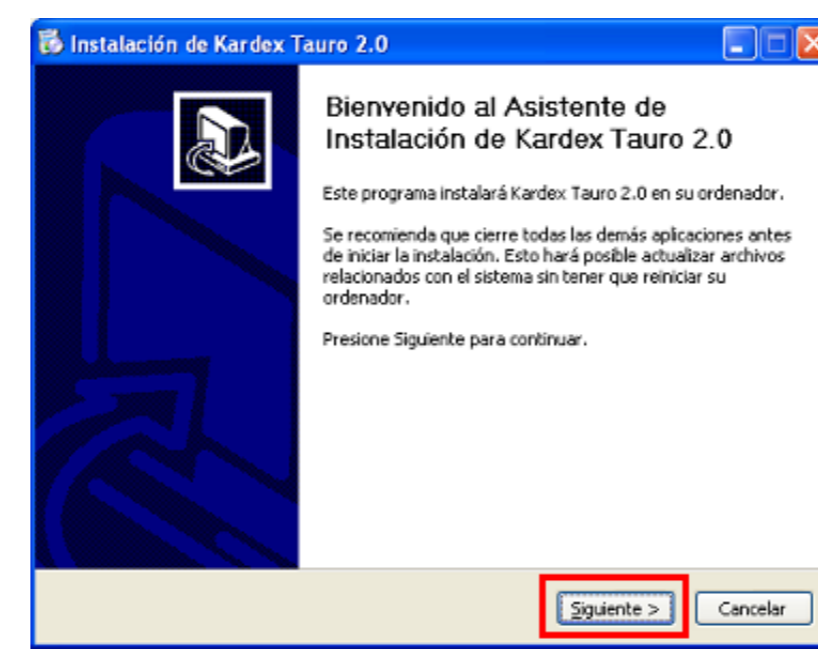 Instalación de Kardex Tauro 2.0
Bienvenido al Asistente de
Instalación de Kardex Tauro 2.0
Este programa instalará Kardex Tauro 2.0 en su ordenador.
Se recomienda que cierre todas las demás aplicaciones antes
de iniciar la instalación. Esto hará posible actualizar archivos
relacionados con el sistema sin tener que reiniciar su
ordenador.
Presione Siguiente para continuar.
Siguiente >
Cancelar